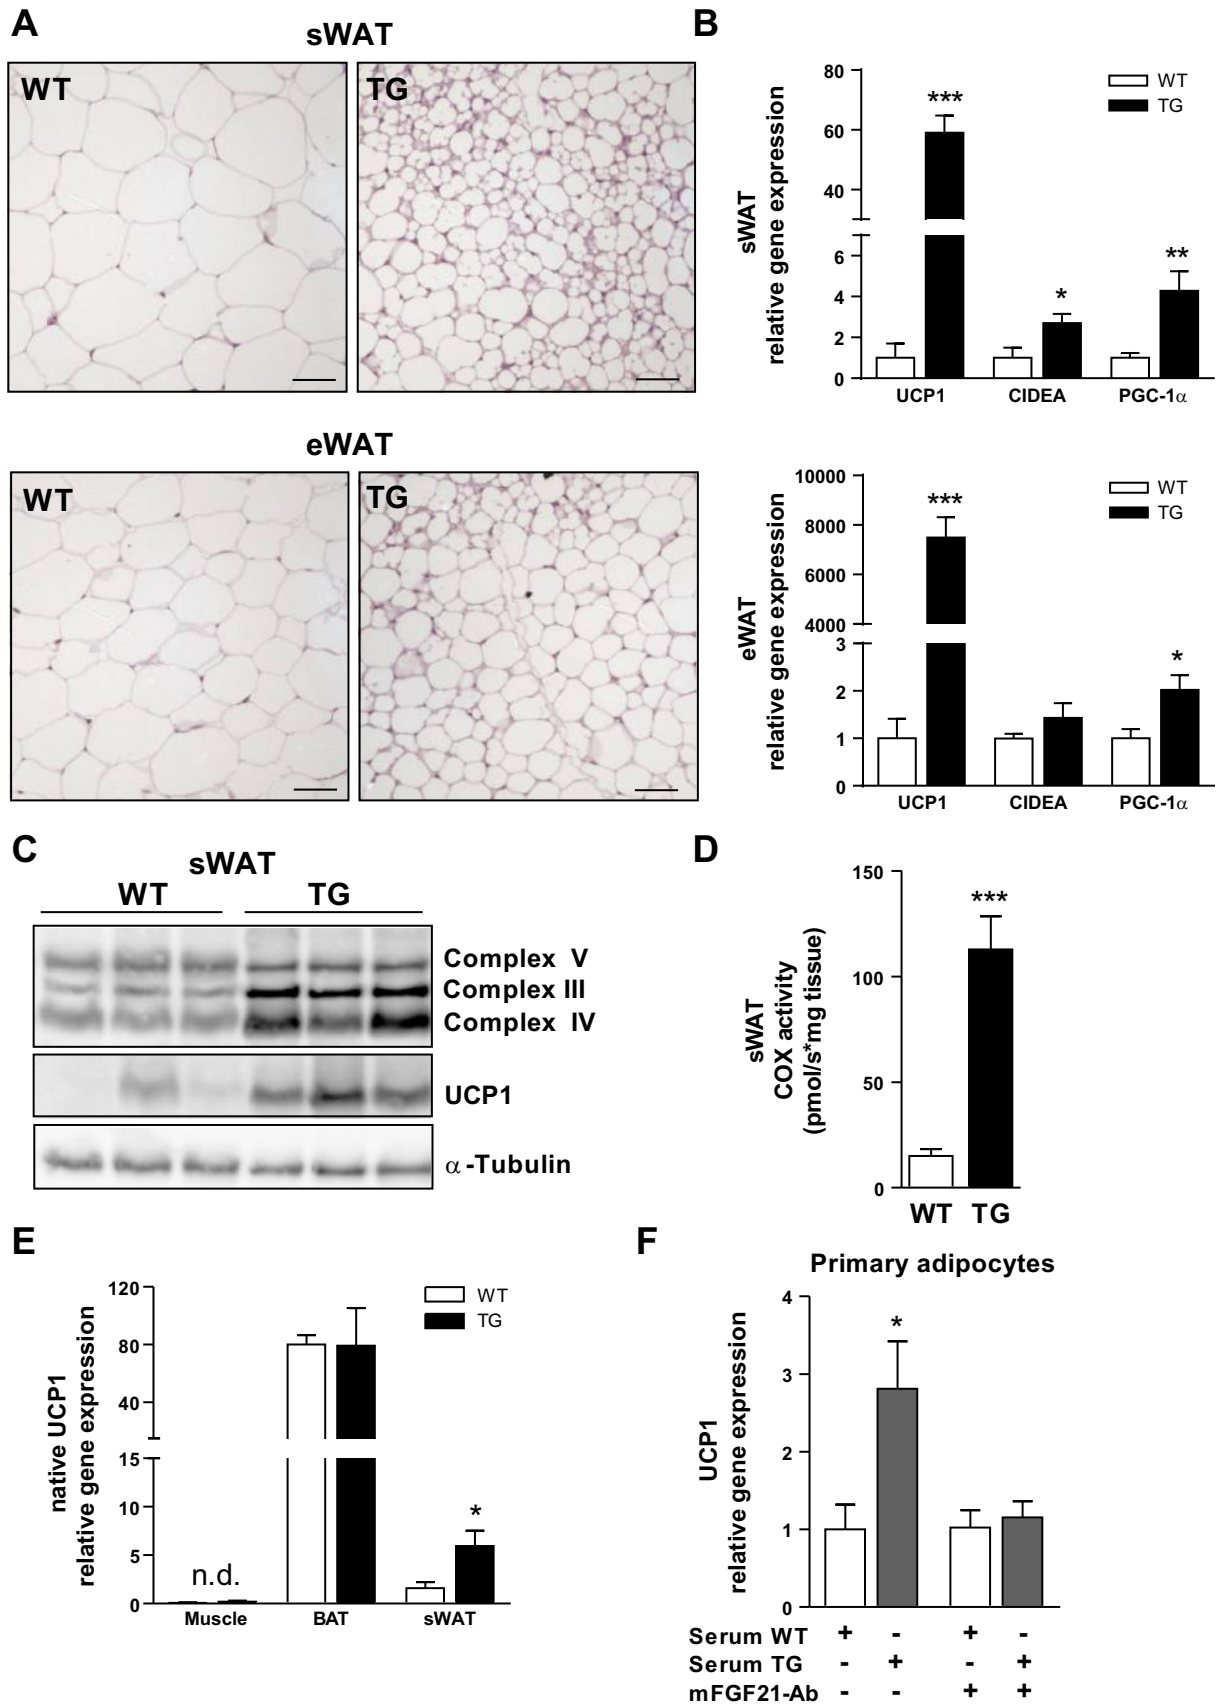 A
sWAT
WT
TG
eWAT
WT
TG
B
sWAT
relative gene expression
80
60
40
6
4
2
0
***
*
**
WT
TG
UCP1
CIDEA
PGC-1α
eWAT
relative gene expression
10000
8000
6000
4000
3
2
1
0
***
*
WT
TG
UCP1
CIDEA
PGC-1α
C
sWAT
WT
TG
Complex V
Complex III
Complex IV
UCP1
α-Tubulin
D
sWAT
COX activity
(pmol/s*mg tissue)
150
100
50
0
***
WT
TG
E
native UCP1
relative gene expression
120
80
40
15
10
5
0
WT
TG
n.d.
*
Muscle
BAT
sWAT
F
Primary adipocytes
UCP1
relative gene expression
4
3
2
1
0
*
Serum WT + - + -
Serum TG - + - +
mFGF21-Ab - - + +